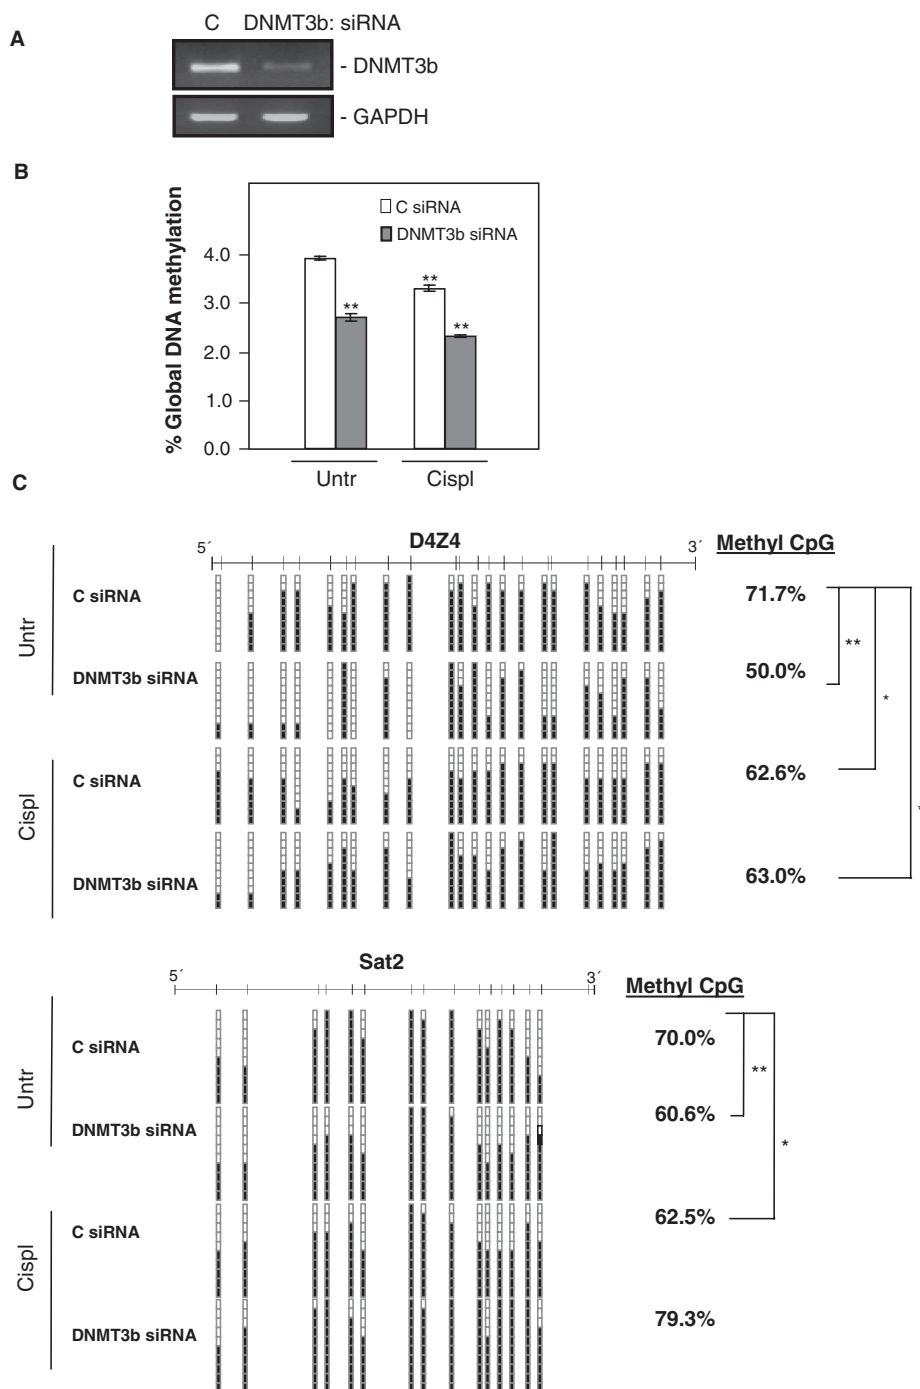 A
C DNMT3b: siRNA
- DNMT3b
- GAPDH
B
% Global DNA methylation
4.0
3.0
2.0
1.0
0.0
C siRNA
DNMT3b siRNA
**
**
**
Untr
Cispl
C
5´
D4Z4
3´
Methyl CpG
Untr
C siRNA
71.7%
**
DNMT3b siRNA
50.0%
*
Cispl
C siRNA
62.6%
DNMT3b siRNA
63.0%
5´
Sat2
3´
Methyl CpG
Untr
C siRNA
70.0%
**
DNMT3b siRNA
60.6%
*
Cispl
C siRNA
62.5%
DNMT3b siRNA
79.3%